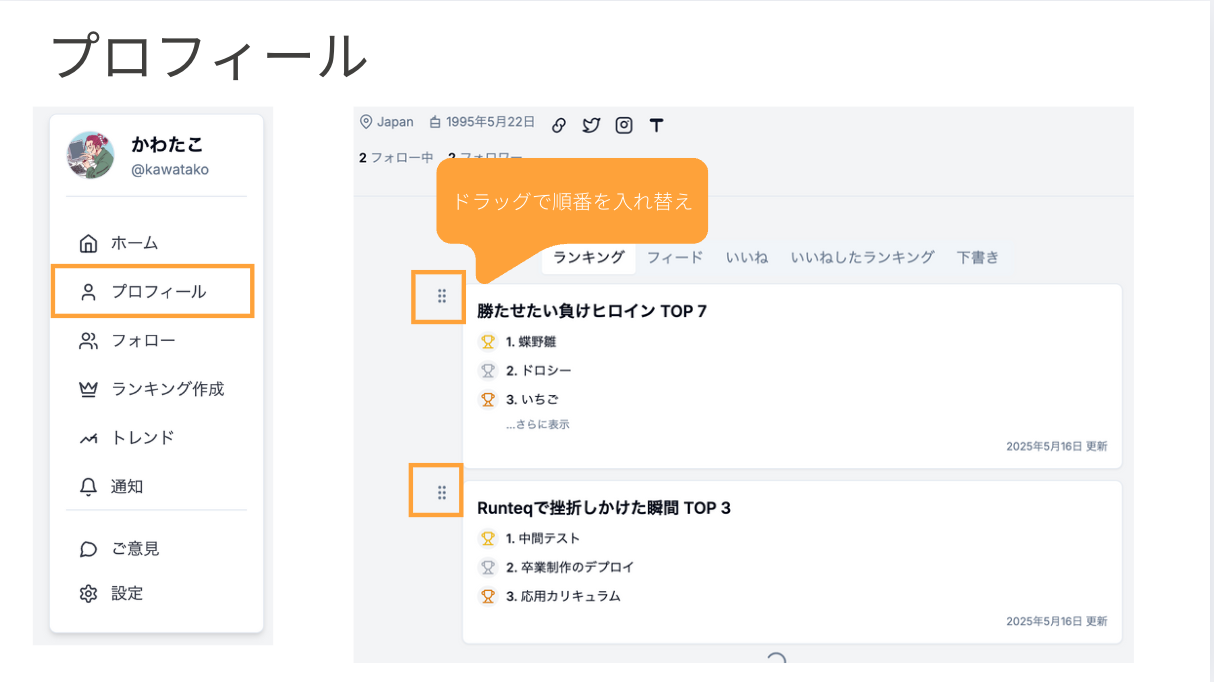 プロフィール
かわたこ
@kawatako
ホーム
プロフィール
フォロー
ランキング作成
トレンド
通知
ご意見
設定
Japan 1995年5月22日
2 フォロー中 2 フォロワー
ドラッグで順番を入れ替え
ランキング フィード いいね いいねしたランキング 下書き
勝たせたい負けヒロイン TOP 7
1. 蝶野雛
2. ドロシー
3. いちご
...さらに表示
2025年5月16日 更新
Runteqで挫折しかけた瞬間 TOP 3
1. 中間テスト
2. 卒業制作のデプロイ
3. 応用カリキュラム
2025年5月16日 更新